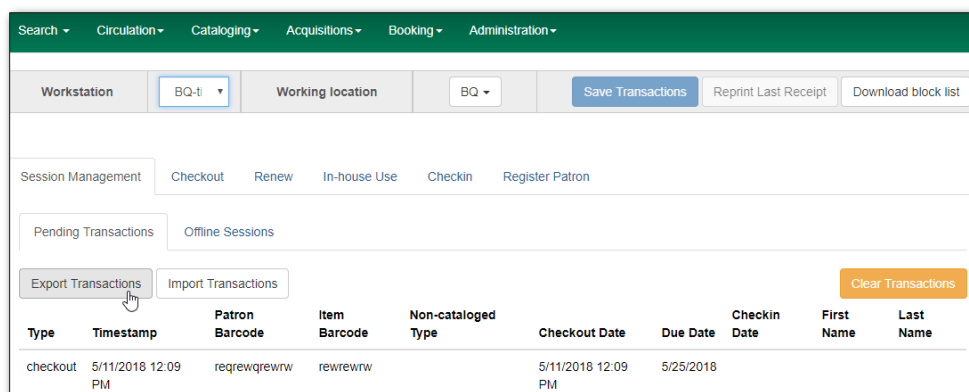 Search Circulation Cataloging Acquisitions Booking Administration
Workstation BQ-ti Working location BQ Save Transactions Reprint Last Receipt Download block list
Session Management Checkout Renew In-house Use Checkin Register Patron
Pending Transactions Offline Sessions
Export Transactions Import Transactions Clear Transactions
Patron Item Non-cataloged Checkin First Last
Type Timestamp Barcode Barcode Type Checkout Date Due Date Date Name Name
checkout 5/11/2018 12:09 reqrewqrewrw rewrewrw 5/11/2018 12:09 5/25/2018
PM PM